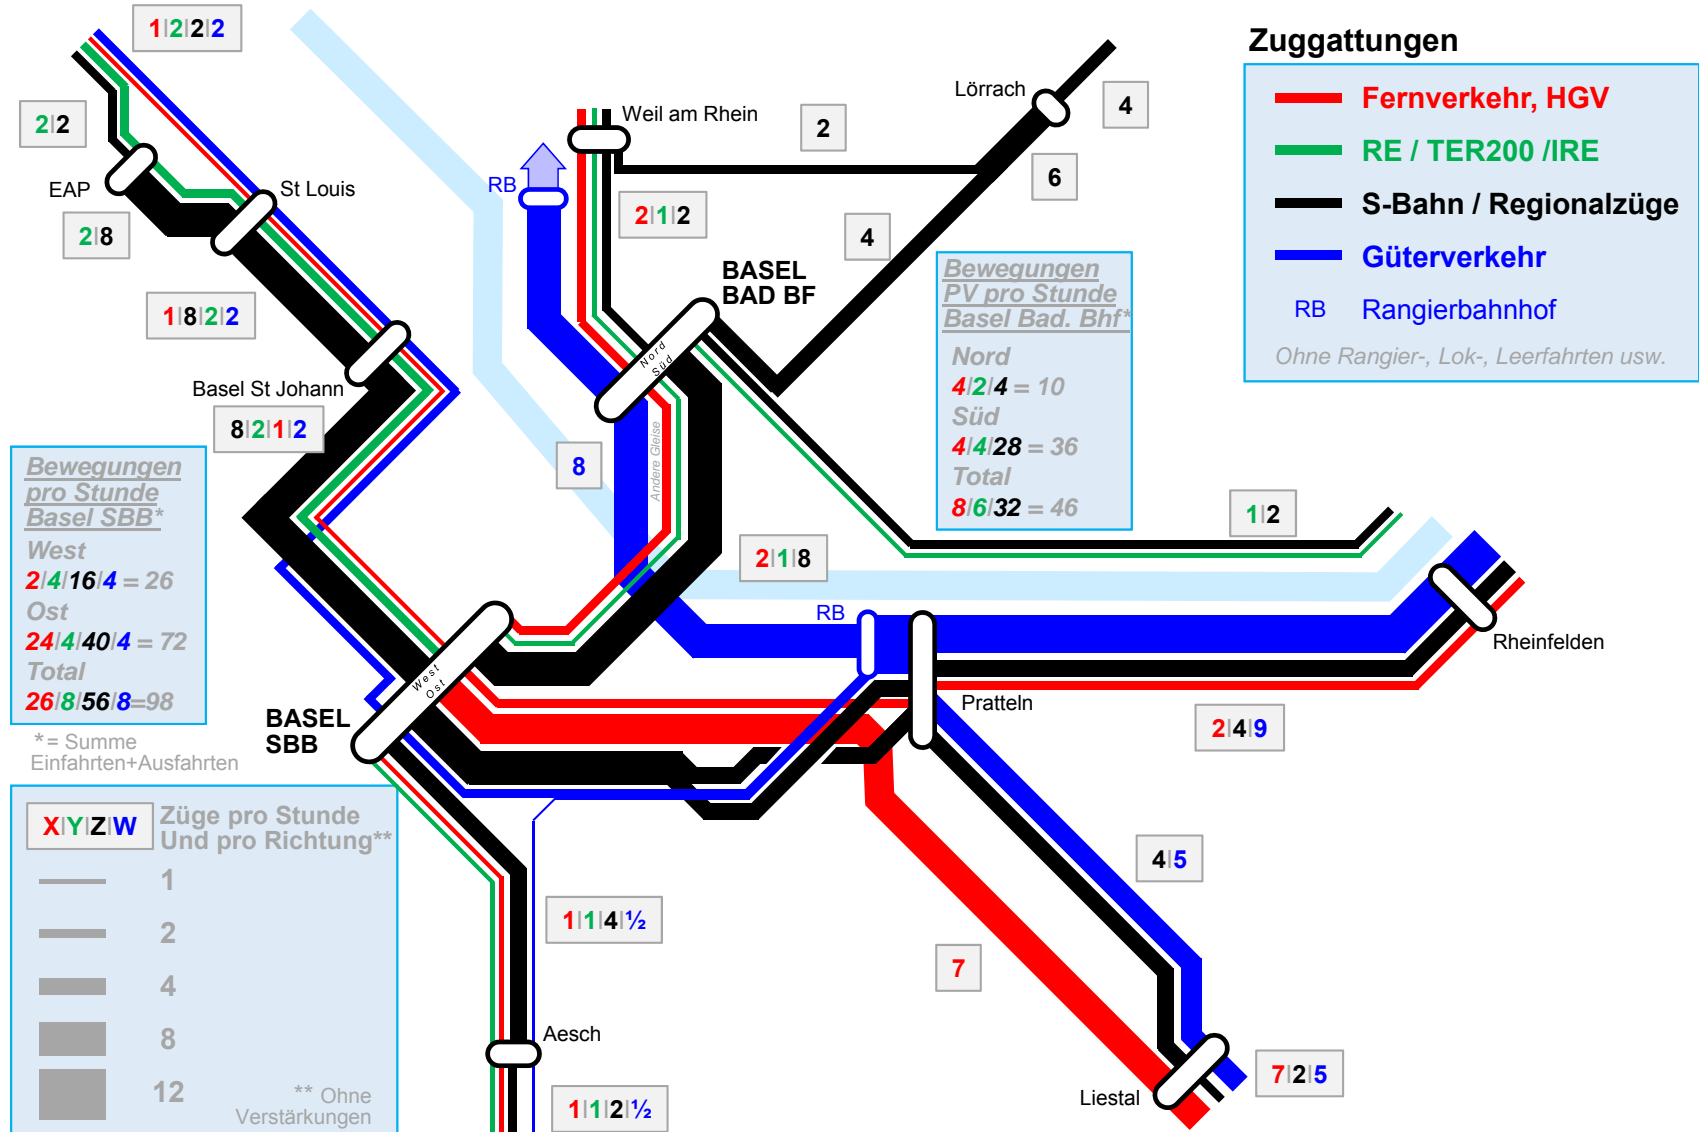 1|2|2|2
Zuggattungen
Fernverkehr, HGV
RE / TER200 /IRE
S-Bahn / Regionalzüge
Güterverkehr
RB Rangierbahnhof
Ohne Rangier-, Lok-, Leerfahrten usw.
Lörrach
4
Weil am Rhein
2
2|2
6
EAP
St Louis
RB
2|1|2
2|8
4
BASEL
BAD BF
Nord
Süd
Bewegungen
PV pro Stunde
Basel Bad. Bhf*
Nord
4/2/4 = 10
Süd
4/4/28 = 36
Total
8/6/32 = 46
1|8|2|2
Basel St Johann
8|2|1|2
8
Andere Gleise
Bewegungen
pro Stunde
Basel SBB*
West
2/4/16/4 = 26
Ost
24/4/40/4 = 72
Total
26/8/56/8=98
*= Summe
Einfahrten+Ausfahrten
1|2
2|1|8
RB
Rheinfelden
West
Ost
BASEL
SBB
Pratteln
2|4|9
X|Y|Z|W
Züge pro Stunde
Und pro Richtung**
1
2
4
8
12
** Ohne
Verstärkungen
4|5
1|1|4|½
7
Aesch
1|1|2|½
Liestal
7|2|5